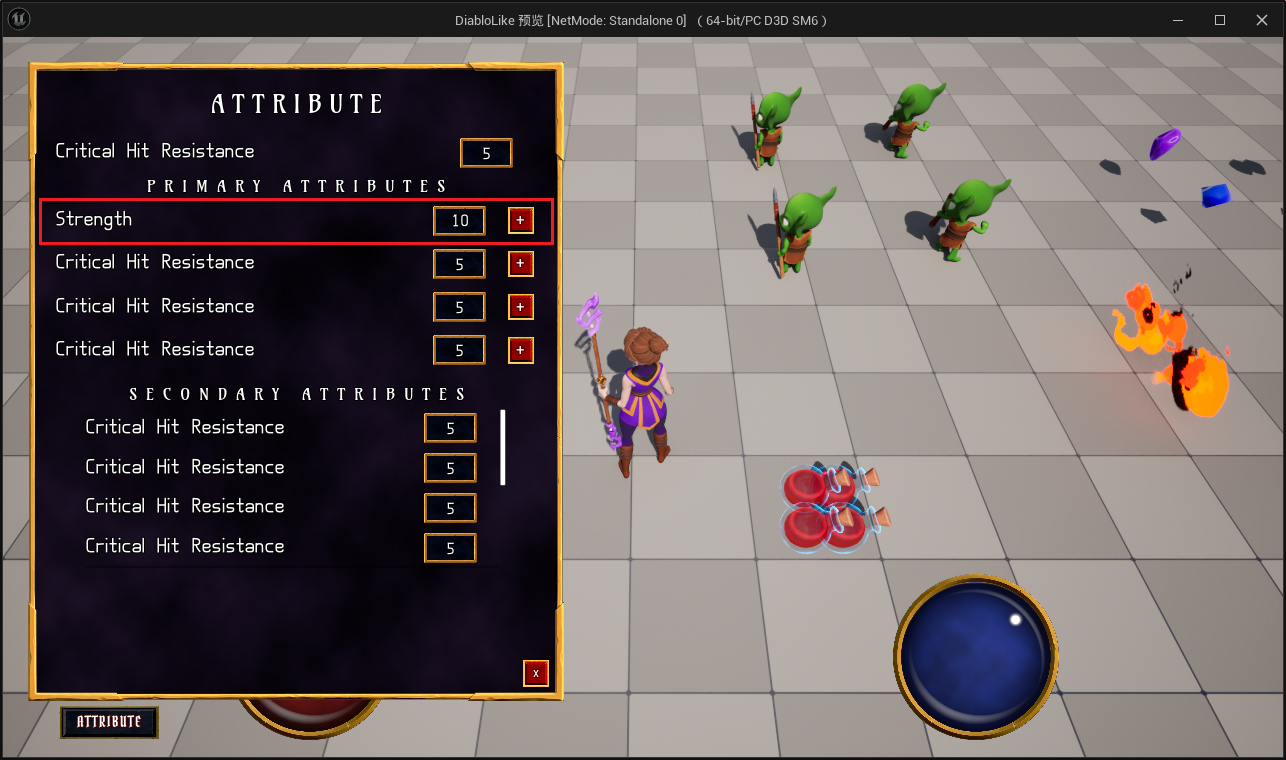 DiabloLike 预览 [NetMode: Standalone 0] ( 64-bit/PC D3D SM6 )
ATTRIBUTE
Critical Hit Resistance 5
PRIMARY ATTRIBUTES
Strength 10 +
Critical Hit Resistance 5 +
Critical Hit Resistance 5 +
Critical Hit Resistance 5 +
SECONDARY ATTRIBUTES
Critical Hit Resistance 5
Critical Hit Resistance 5
Critical Hit Resistance 5
Critical Hit Resistance 5
x
ATTRIBUTE